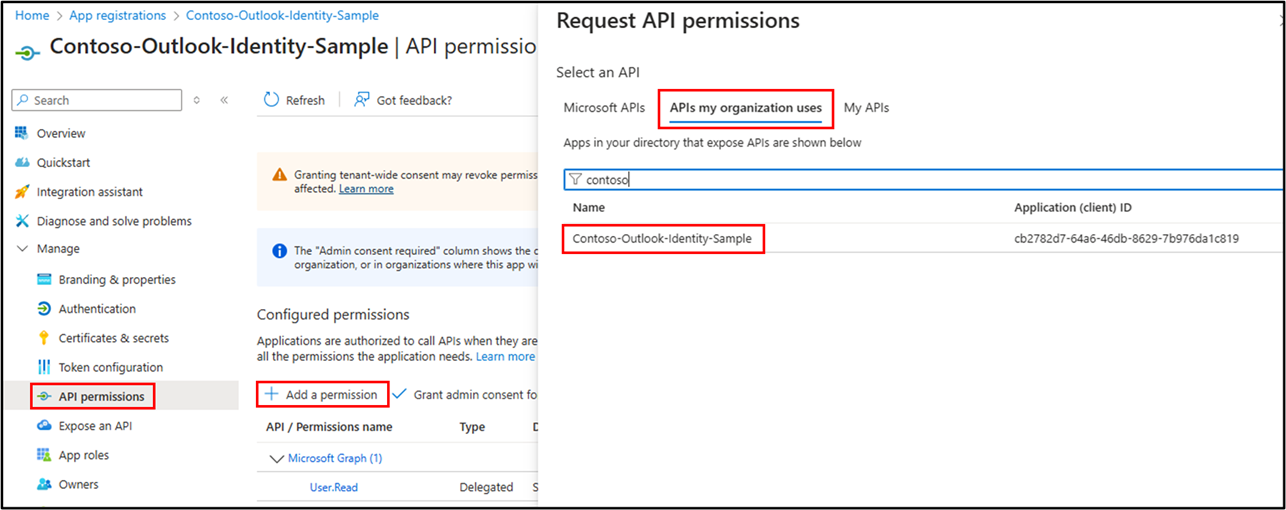 Home > App registrations > Contoso-Outlook-Identity-Sample
Contoso-Outlook-Identity-Sample | API permissio
Search
Refresh
Got feedback?
Overview
Quickstart
Integration assistant
Diagnose and solve problems
Manage
Branding & properties
Authentication
Certificates & secrets
Token configuration
API permissions
Expose an API
App roles
Owners
Granting tenant-wide consent may revoke permiss
affected. Learn more
The "Admin consent required" column shows the d
organization, or in organizations where this app wi
Configured permissions
Applications are authorized to call APIs when they are
all the permissions the application needs. Learn more
Add a permission
Grant admin consent fo
API / Permissions name Type D
Microsoft Graph (1)
User.Read Delegated S
Request API permissions
Select an API
Microsoft APIs APIs my organization uses My APIs
Apps in your directory that expose APIs are shown below
contoso
Name Application (client) ID
Contoso-Outlook-Identity-Sample cb2782d7-64a6-46db-8629-7b976da1c819